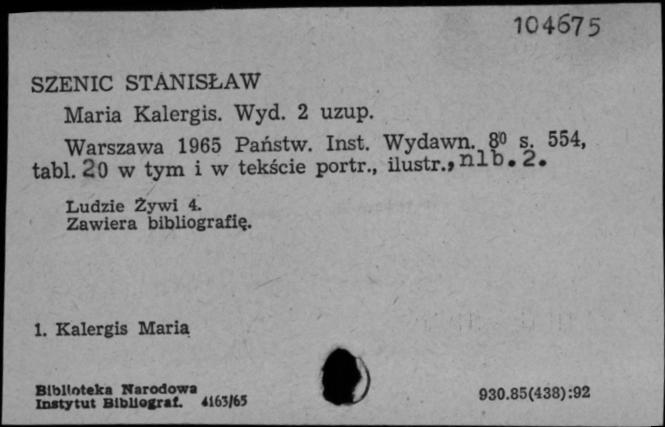 104675
SZENIC STANISŁAW
Maria Kalergis. Wyd. 2 uzup.
Warszawa 1965 Państw. Inst. Wydawn. 8⁰ s. 554,
tabl. 20 w tym i w tekście portr., ilustr., nlb. 2.
Ludzie Żywi 4.
Zawiera bibliografię.
1. Kalergis Maria
Biblioteka Narodowa
Instytut Bibliograf. 4163/65
930.85(438):92